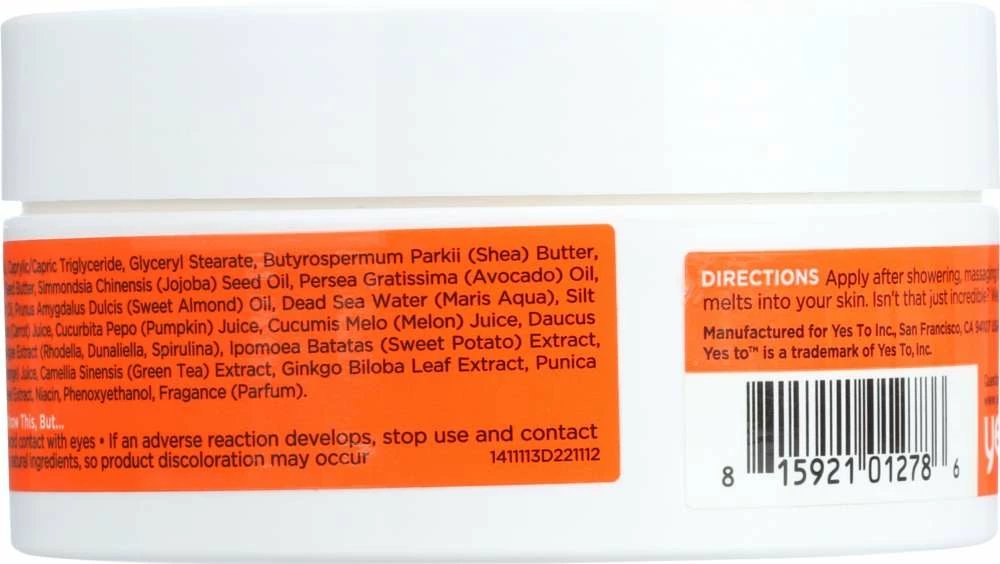 Caprylic/Capric Triglyceride, Glyceryl Stearate, Butyrospermum Parkii (Shea) Butter,
Butter, Simmondsia Chinensis (Jojoba) Seed Oil, Persea Gratissima (Avocado) Oil,
Oil, Prunus Amygdalus Dulcis (Sweet Almond) Oil, Dead Sea Water (Maris Aqua), Silt
(Carrot) Juice, Cucurbita Pepo (Pumpkin) Juice, Cucumis Melo (Melon) Juice, Daucus
Extract (Rhodella, Dunaliella, Spirulina), Ipomoea Batatas (Sweet Potato) Extract,
Juice, Camellia Sinensis (Green Tea) Extract, Ginkgo Biloba Leaf Extract, Punica
Extract, Niacin, Phenoxyethanol, Fragance (Parfum).
This, But...
contact with eyes • If an adverse reaction develops, stop use and contact
natural ingredients, so product discoloration may occur
1411113D221112
DIRECTIONS Apply after showering, massaging
melts into your skin. Isn't that just incredible?
Manufactured for Yes To Inc., San Francisco, CA
Yes to™ is a trademark of Yes To, Inc.
8 15921 01278 6
ye